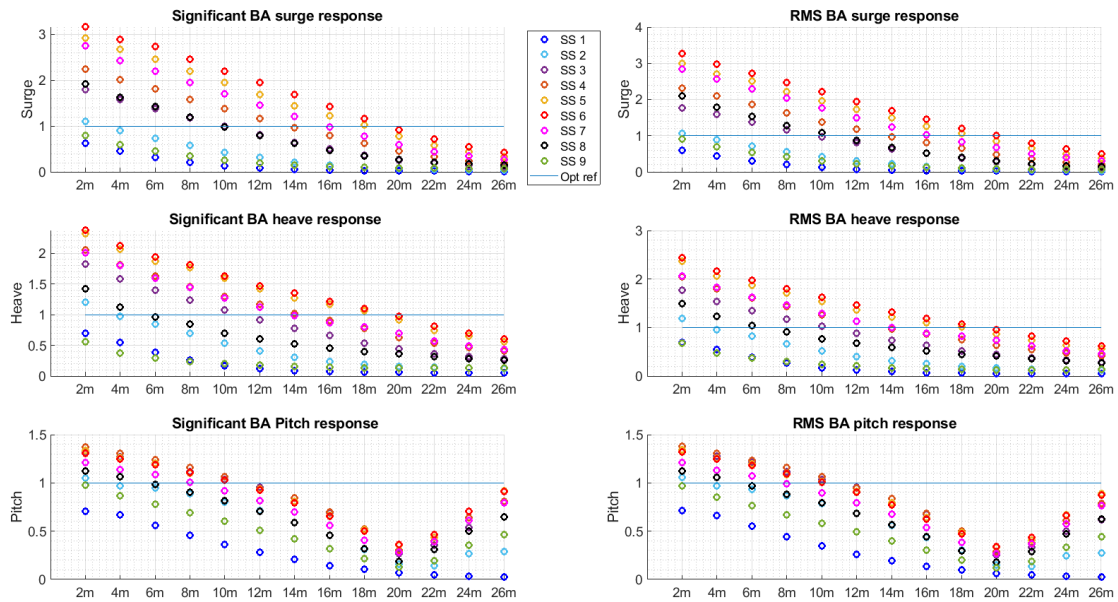 Significant BA surge response
Surge
3
2
1
0
2m 4m 6m 8m 10m 12m 14m 16m 18m 20m 22m 24m 26m
SS 1
SS 2
SS 3
SS 4
SS 5
SS 6
SS 7
SS 8
SS 9
Opt ref
RMS BA surge response
Surge
4
3
2
1
0
2m 4m 6m 8m 10m 12m 14m 16m 18m 20m 22m 24m 26m
Significant BA heave response
Heave
2
1.5
1
0.5
0
2m 4m 6m 8m 10m 12m 14m 16m 18m 20m 22m 24m 26m
RMS BA heave response
Heave
3
2
1
0
2m 4m 6m 8m 10m 12m 14m 16m 18m 20m 22m 24m 26m
Significant BA Pitch response
Pitch
1.5
1
0.5
0
2m 4m 6m 8m 10m 12m 14m 16m 18m 20m 22m 24m 26m
RMS BA pitch response
Pitch
1.5
1
0.5
0
2m 4m 6m 8m 10m 12m 14m 16m 18m 20m 22m 24m 26m